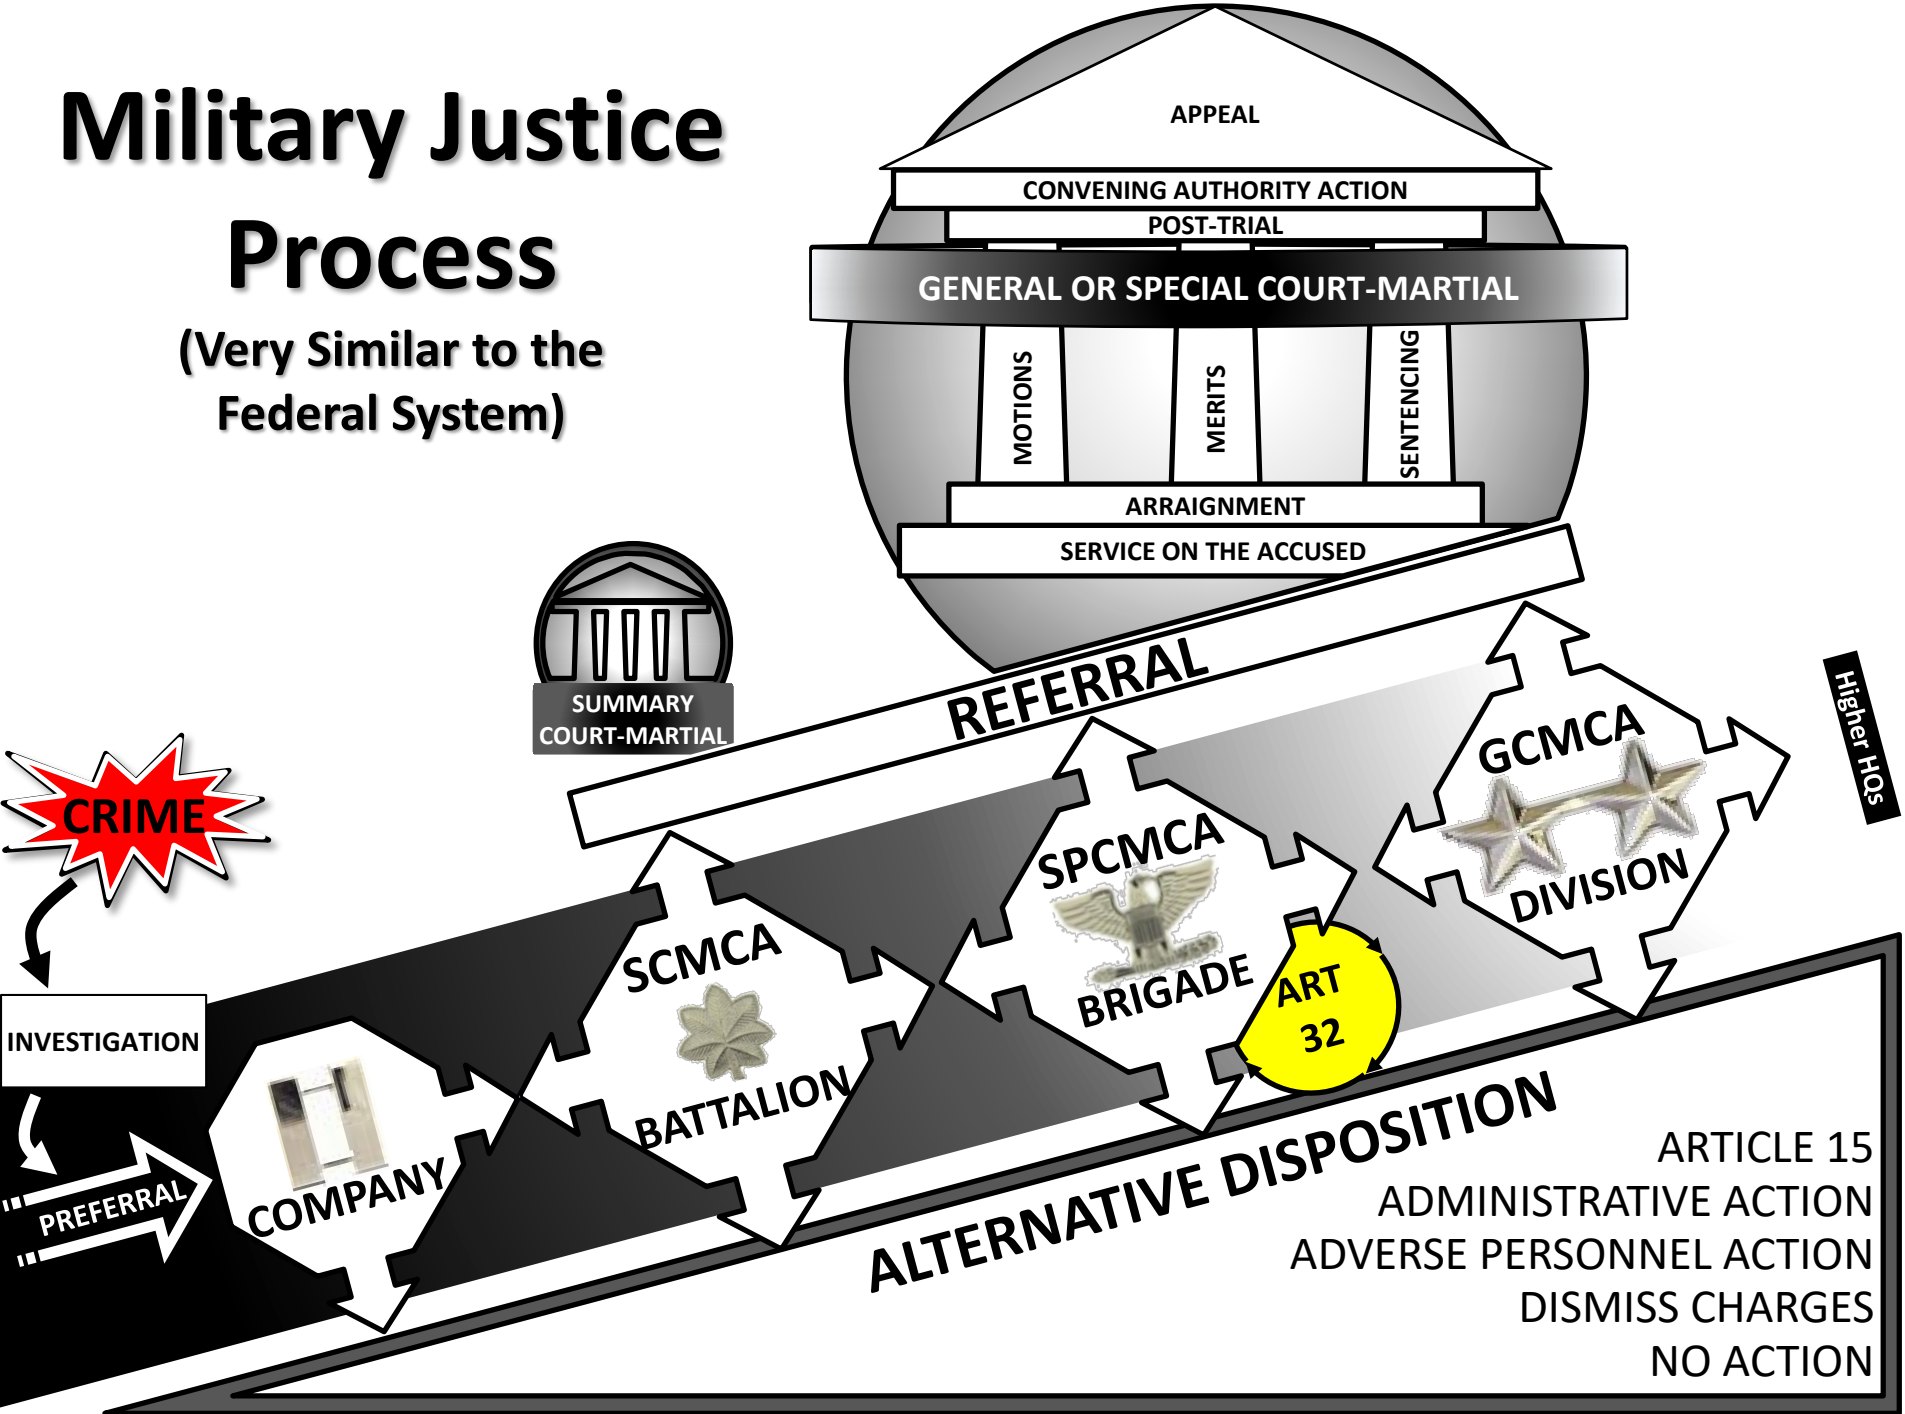 Military Justice
Process
(Very Similar to the
Federal System)
APPEAL
CONVENING AUTHORITY ACTION
POST-TRIAL
GENERAL OR SPECIAL COURT-MARTIAL
MOTIONS
MERITS
SENTENCING
ARRAIGNMENT
SERVICE ON THE ACCUSED
SUMMARY
COURT-MARTIAL
REFERRAL
CRIME
INVESTIGATION
PREFERRAL
COMPANY
SCMCA
BATTALION
SPCMCA
BRIGADE
ART
32
GCMCA
DIVISION
Higher HQs
ALTERNATIVE DISPOSITION
ARTICLE 15
ADMINISTRATIVE ACTION
ADVERSE PERSONNEL ACTION
DISMISS CHARGES
NO ACTION